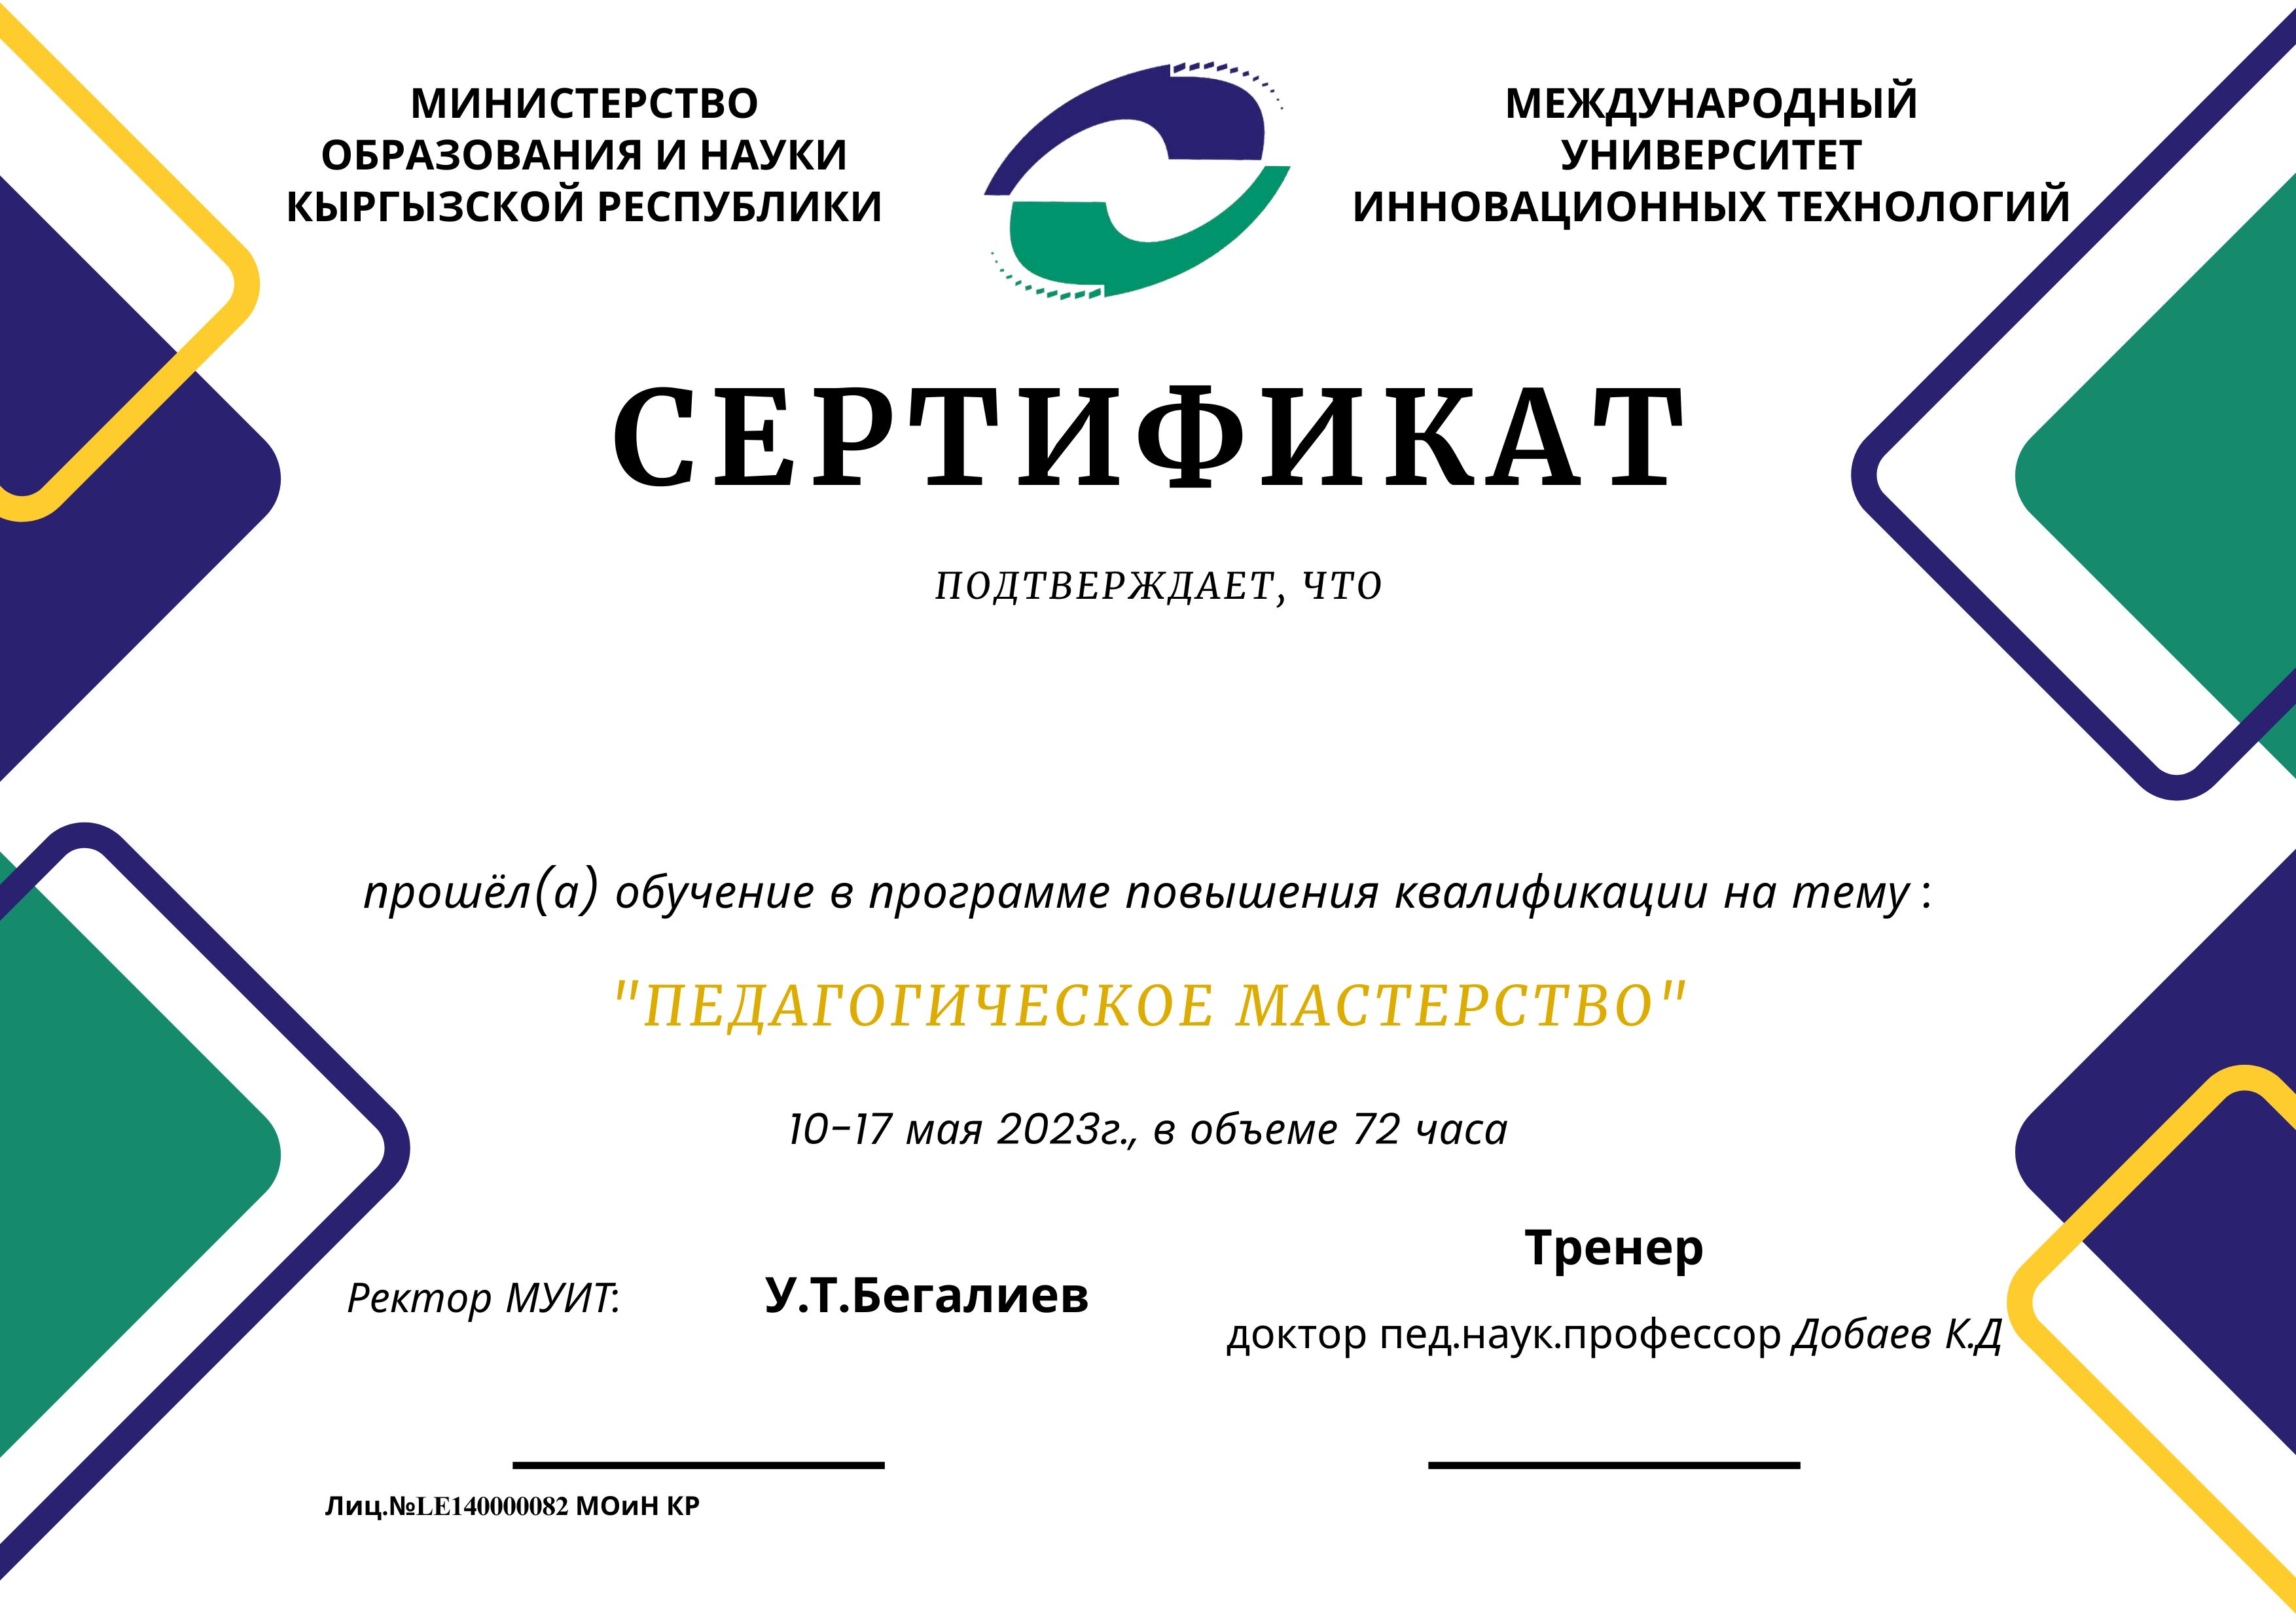 МИНИСТЕРСТВО
ОБРАЗОВАНИЯ И НАУКИ
КЫРГЫЗСКОЙ РЕСПУБЛИКИ
МЕЖДУНАРОДНЫЙ
УНИВЕРСИТЕТ
ИННОВАЦИОННЫХ ТЕХНОЛОГИЙ
СЕРТИФИКАТ
ПОДТВЕРЖДАЕТ, ЧТО
прошёл(а) обучение в программе повышения квалификации на тему :
"ПЕДАГОГИЧЕСКОЕ МАСТЕРСТВО"
10-17 мая 2023г., в объеме 72 часа
Ректор МУИТ: У.Т.Бегалиев
Тренер
доктор пед.наук.профессор Добаев К.Д
Лиц.№LE140000082 МОиН КР